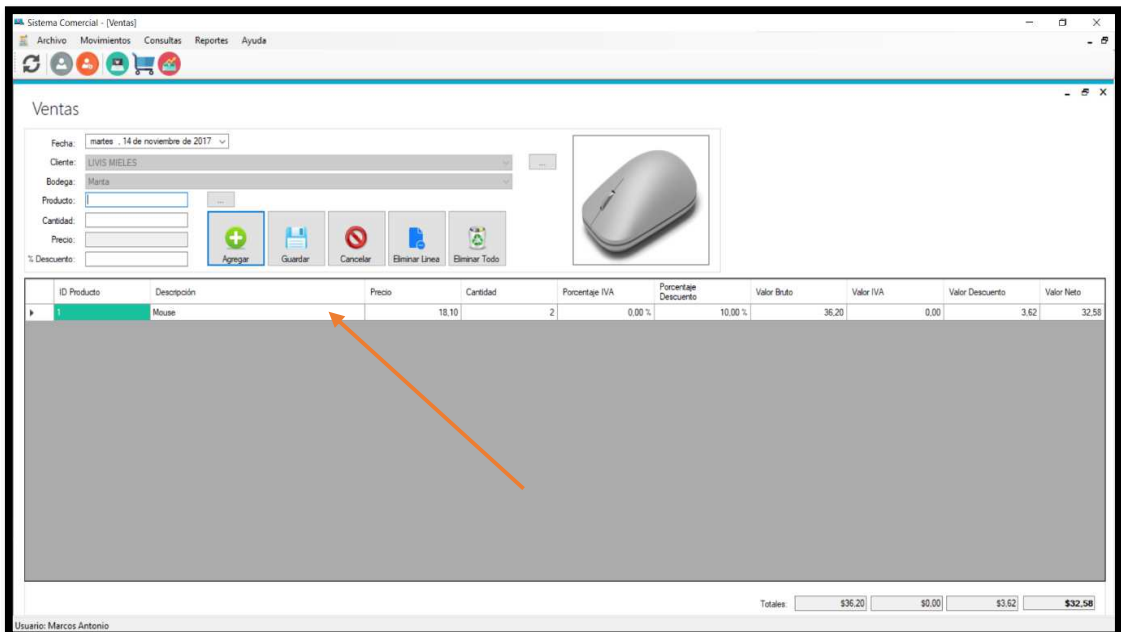 Sistema Comercial - [Ventas]
Archivo Movimientos Consultas Reportes Ayuda
Ventas
Fecha: martes , 14 de noviembre de 2017
Cliente: LIVIS MIELES ...
Bodega: Manta
Producto: ...
Cantidad:
Precio:
% Descuento:
Agregar Guardar Cancelar Eliminar Linea Eliminar Todo
ID Producto Descripción Precio Cantidad Porcentaje IVA Porcentaje Descuento Valor Bruto Valor IVA Valor Descuento Valor Neto
1 Mouse 18,10 2 0,00 % 10,00 % 36,20 0,00 3,62 32,58
Totales: $36,20 $0,00 $3,62 $32,58
Usuario: Marcos Antonio